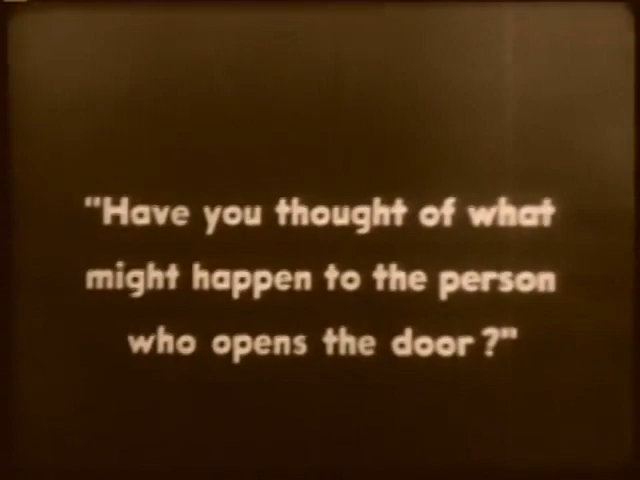 "Have you thought of what
might happen to the person
who opens the door?"